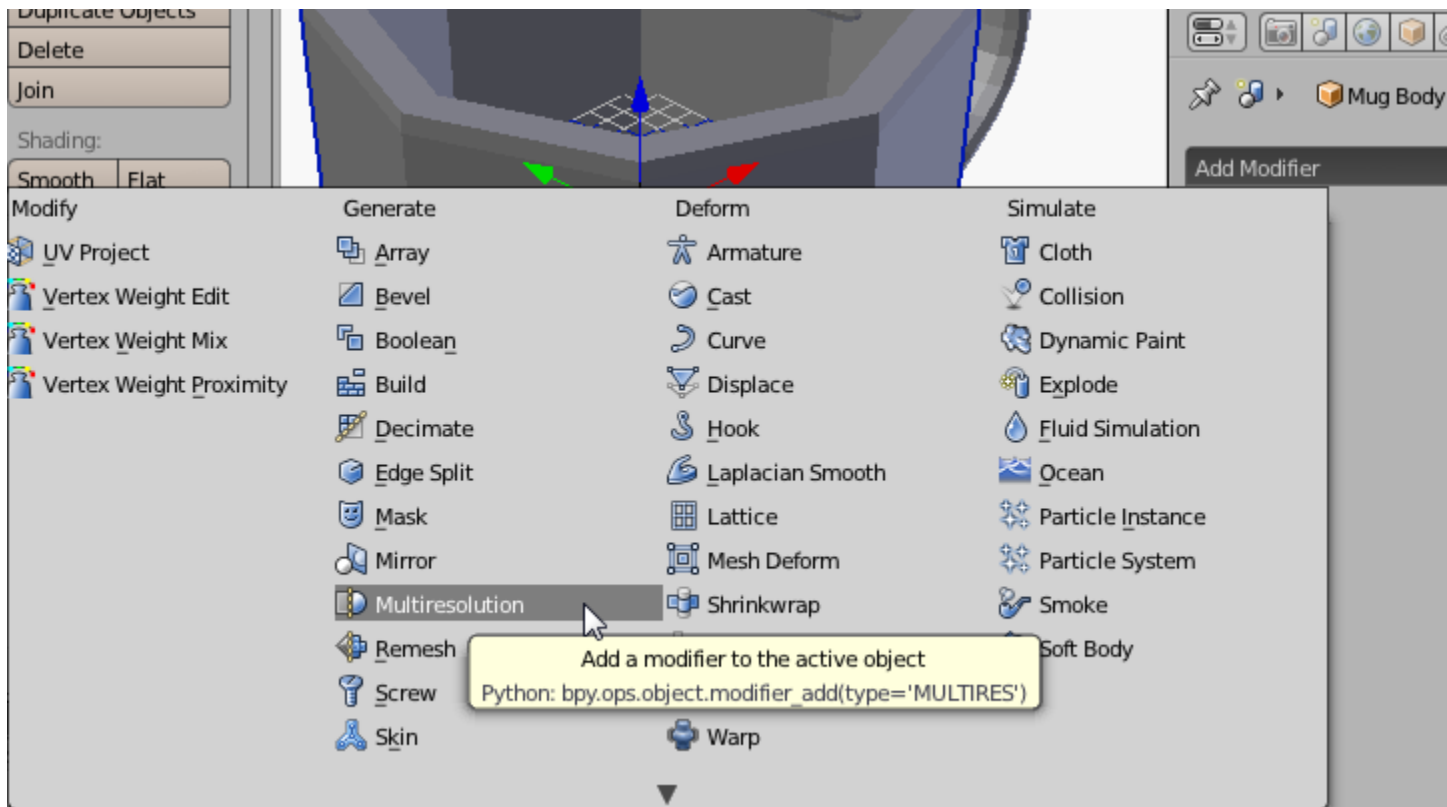 Duplicate Objects
Delete
Join
Shading:
Smooth Flat
Mug Body
Add Modifier
Modify
UV Project
Vertex Weight Edit
Vertex Weight Mix
Vertex Weight Proximity
Generate
Array
Bevel
Boolean
Build
Decimate
Edge Split
Mask
Mirror
Multiresolution
Remesh
Screw
Skin
Deform
Armature
Cast
Curve
Displace
Hook
Laplacian Smooth
Lattice
Mesh Deform
Shrinkwrap
Warp
Simulate
Cloth
Collision
Dynamic Paint
Explode
Fluid Simulation
Ocean
Particle Instance
Particle System
Smoke
Soft Body
Add a modifier to the active object
Python: bpy.ops.object.modifier_add(type='MULTIRES')